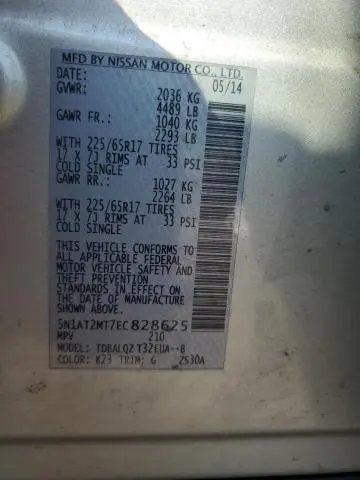 MFD BY NISSAN MOTOR CO., LTD.
DATE: 05/14
GVWR: 2036 KG
4489 LB
GAWR FR.: 1040 KG
2293 LB
WITH 225/65R17 TIRES
17 X 7J RIMS AT 33 PSI
COLD SINGLE
GAWR RR.: 1027 KG
2264 LB
WITH 225/65R17 TIRES
17 X 7J RIMS AT 33 PSI
COLD SINGLE
THIS VEHICLE CONFORMS TO
ALL APPLICABLE FEDERAL
MOTOR VEHICLE SAFETY,
BUMPER, AND
THEFT PREVENTION
STANDARDS IN EFFECT ON
THE DATE OF MANUFACTURE
SHOWN ABOVE.
5N1AT2MT7EC828625
MPV 210
MODEL: TDBALQZ T32EUA--B
COLOR: K23 TRIM: G 2S30A